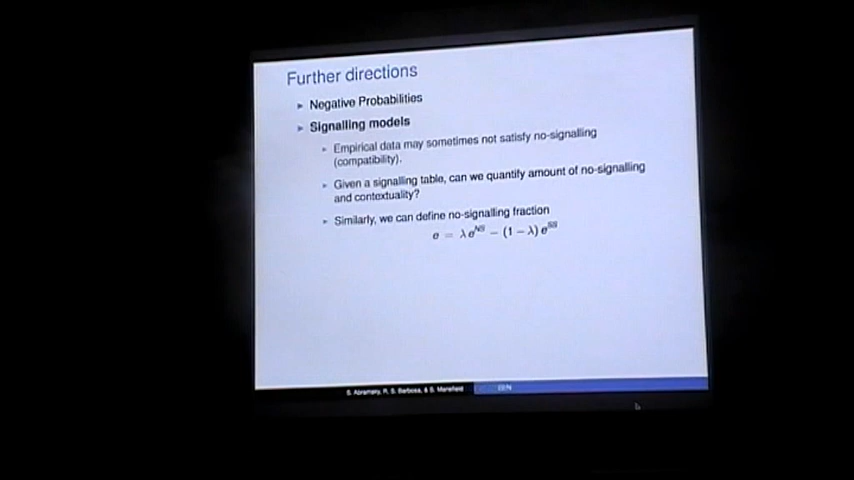 Further directions
► Negative Probabilities
► Signalling models
► Empirical data may sometimes not satisfy no-signalling
(compatibility).
► Given a signalling table, can we quantify amount of no-signalling
and contextuality?
► Similarly, we can define no-signalling fraction
e = λ e^NS − (1 − λ) e^SS
S. Abramsky, R. S. Barbosa, & S. Mansfield